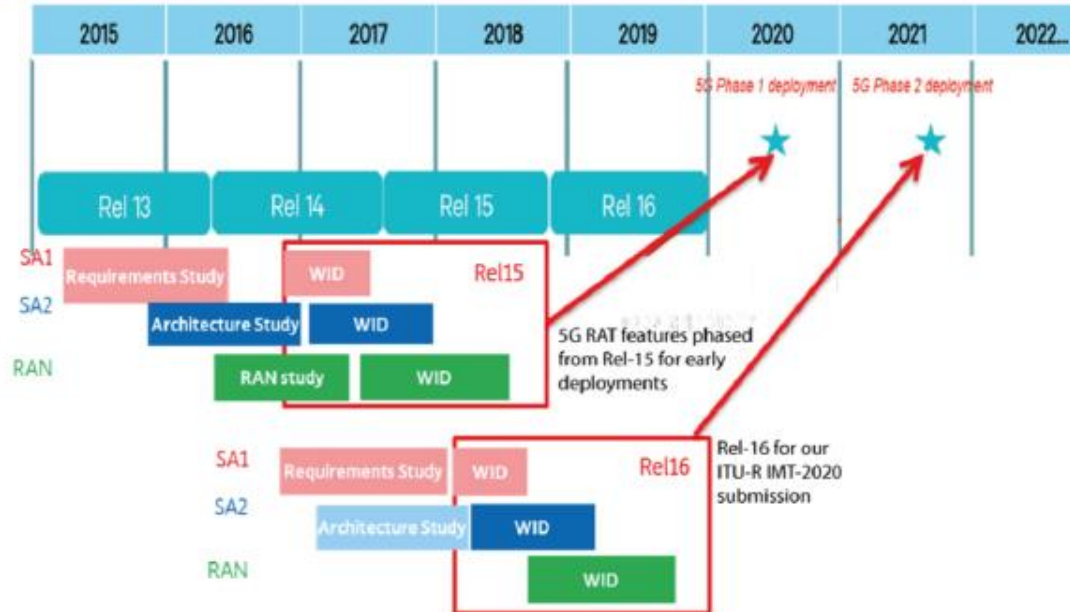 2015 2016 2017 2018 2019 2020 2021 2022...
5G Phase 1 deployment 5G Phase 2 deployment
Rel 13 Rel 14 Rel 15 Rel 16
SA1 Requirements Study WID Rel15
SA2 Architecture Study WID
RAN RAN study WID
5G RAT features phased
from Rel-15 for early
deployments
SA1 Requirements Study WID Rel16
SA2 Architecture Study WID
RAN WID
Rel-16 for our
ITU-R IMT-2020
submission